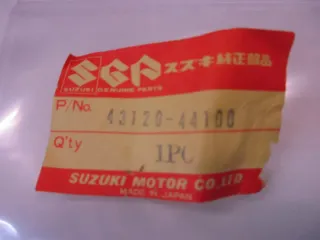 SGP スズキ純正部品
SUZUKI GENUINE PARTS
P/No. 43120-44100
Q'ty 1PC
SUZUKI MOTOR CO., LTD.
MADE IN JAPAN